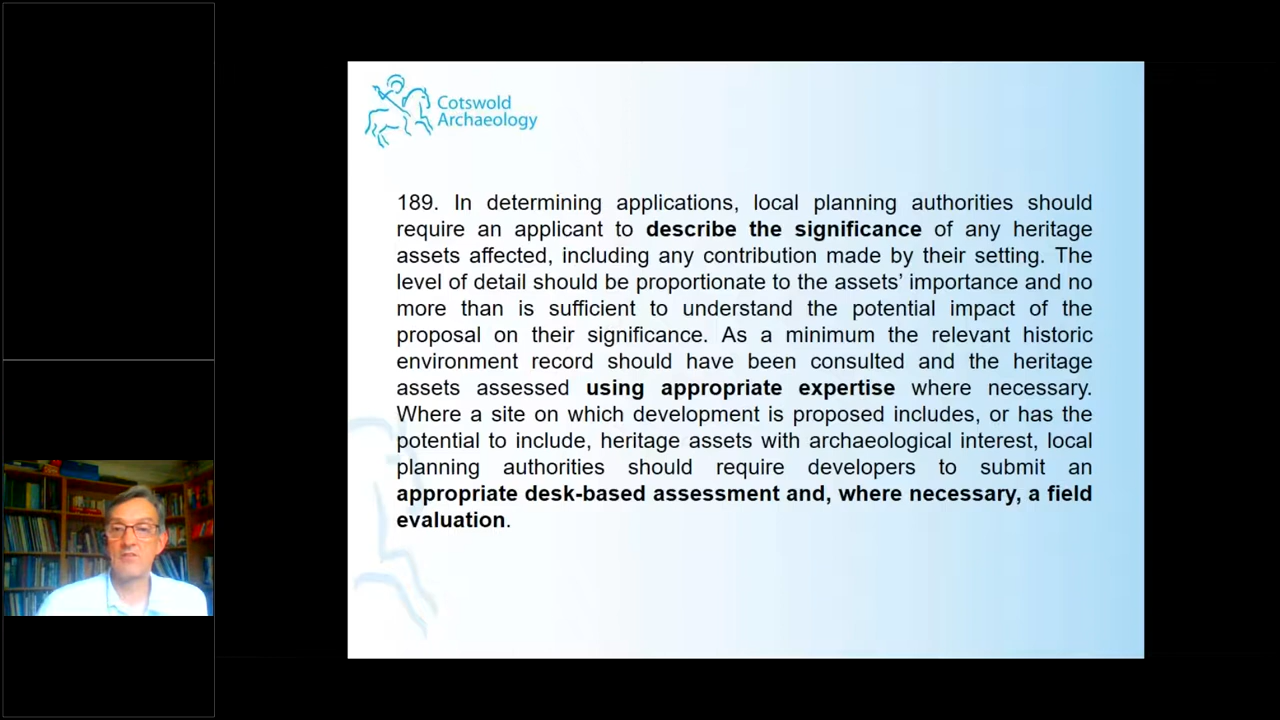 Cotswold
Archaeology
189. In determining applications, local planning authorities should
require an applicant to describe the significance of any heritage
assets affected, including any contribution made by their setting. The
level of detail should be proportionate to the assets’ importance and no
more than is sufficient to understand the potential impact of the
proposal on their significance. As a minimum the relevant historic
environment record should have been consulted and the heritage
assets assessed using appropriate expertise where necessary.
Where a site on which development is proposed includes, or has the
potential to include, heritage assets with archaeological interest, local
planning authorities should require developers to submit an
appropriate desk-based assessment and, where necessary, a field
evaluation.